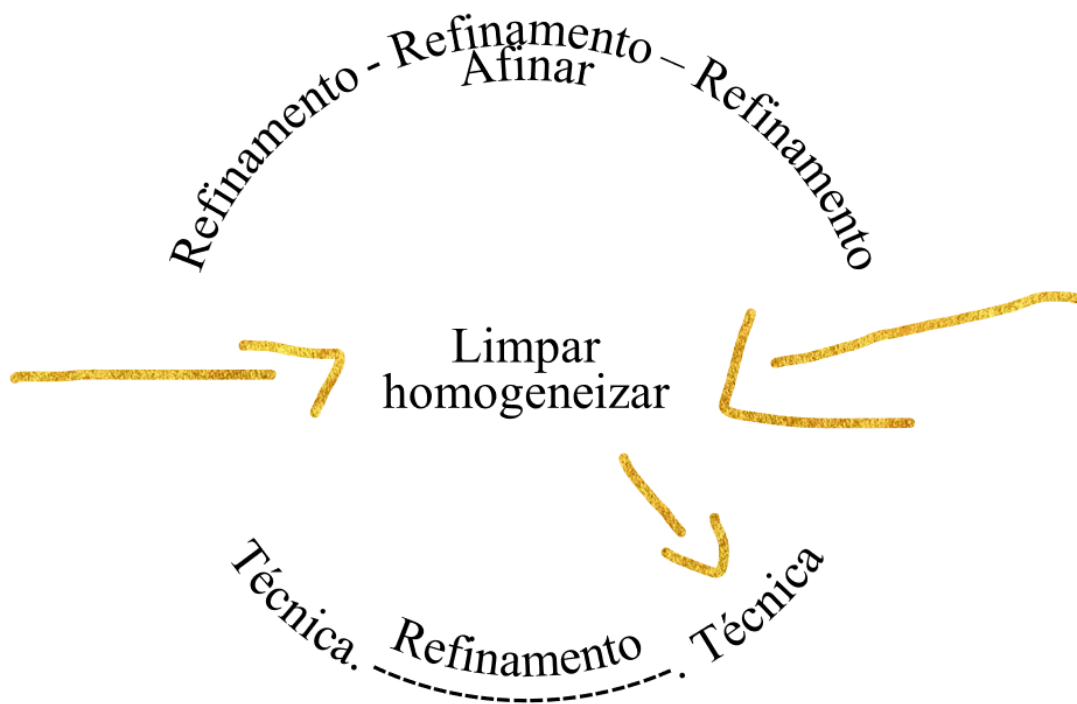 Refinamento - Refinamento – Refinamento
Afinar
Limpar
homogeneizar
Técnica. Refinamento . Técnica